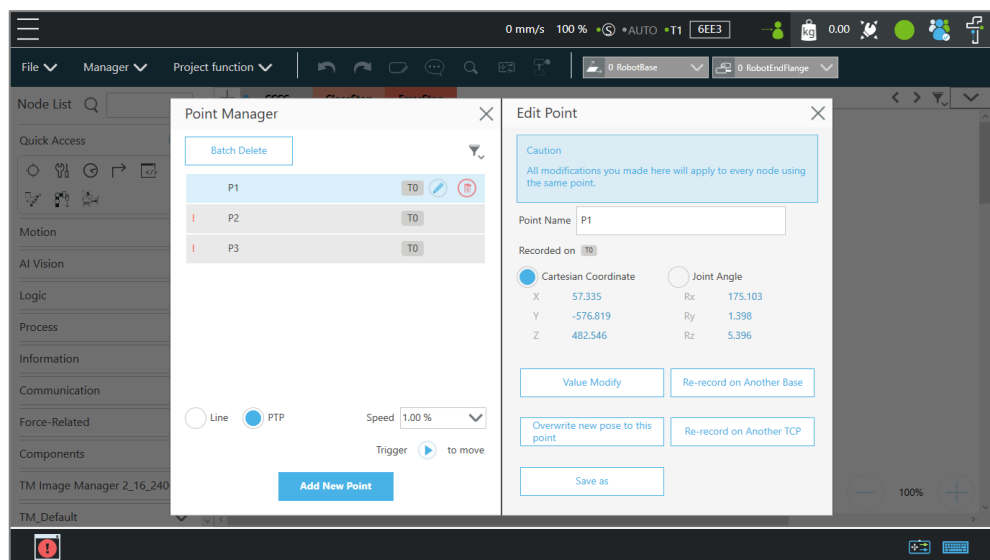 0 mm/s 100 % S AUTO T1 6EE3 kg 0.00
File Manager Project function 0 RobotBase 0 RobotEndFlange
Node List
Quick Access
Motion
AI Vision
Logic
Process
Information
Communication
Force-Related
Components
TM Image Manager 2_16_240
TM_Default
Point Manager
Batch Delete
P1 T0
! P2 T0
! P3 T0
Line PTP Speed 1.00 %
Trigger to move
Add New Point
Edit Point
Caution
All modifications you made here will apply to every node using
the same point.
Point Name P1
Recorded on T0
Cartesian Coordinate Joint Angle
X 57.335 Rx 175.103
Y -576.819 Ry 1.398
Z 482.546 Rz 5.396
Value Modify Re-record on Another Base
Overwrite new pose to this
point
Re-record on Another TCP
Save as
100%